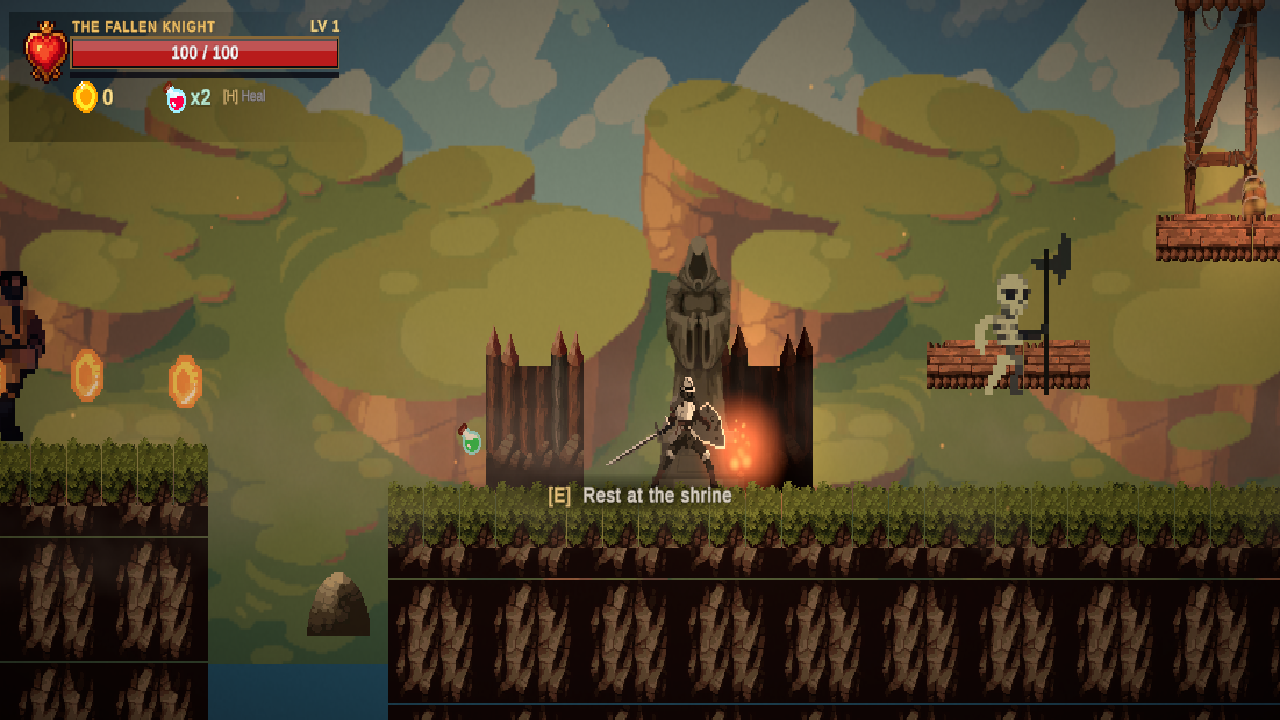 THE FALLEN KNIGHT LV 1
100 / 100
0 x2 [H] Heal
[E] Rest at the shrine